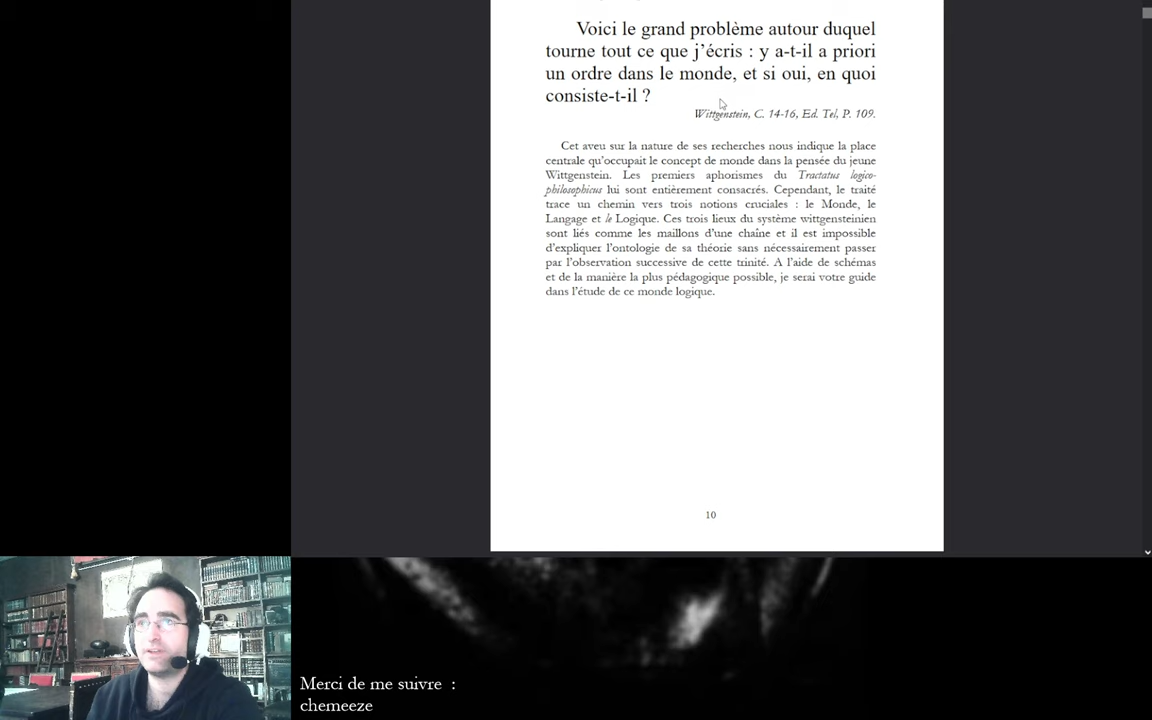 Voici le grand problème autour duquel
tourne tout ce que j'écris : y a-t-il a priori
un ordre dans le monde, et si oui, en quoi
consiste-t-il ?
Wittgenstein, C. 14-16, Ed. Tel, P. 109.
Cet aveu sur la nature de ses recherches nous indique la place
centrale qu'occupait le concept de monde dans la pensée du jeune
Wittgenstein. Les premiers aphorismes du Tractatus logico-
philosophicus lui sont entièrement consacrés. Cependant, le traité
trace un chemin vers trois notions cruciales : le Monde, le
Langage et le Logique. Ces trois lieux du système wittgensteinien
sont liés comme les maillons d'une chaîne et il est impossible
d'expliquer l'ontologie de sa théorie sans nécessairement passer
par l'observation successive de cette trinité. A l'aide de schémas
et de la manière la plus pédagogique possible, je serai votre guide
dans l'étude de ce monde logique.
10
Merci de me suivre :
chemeeze